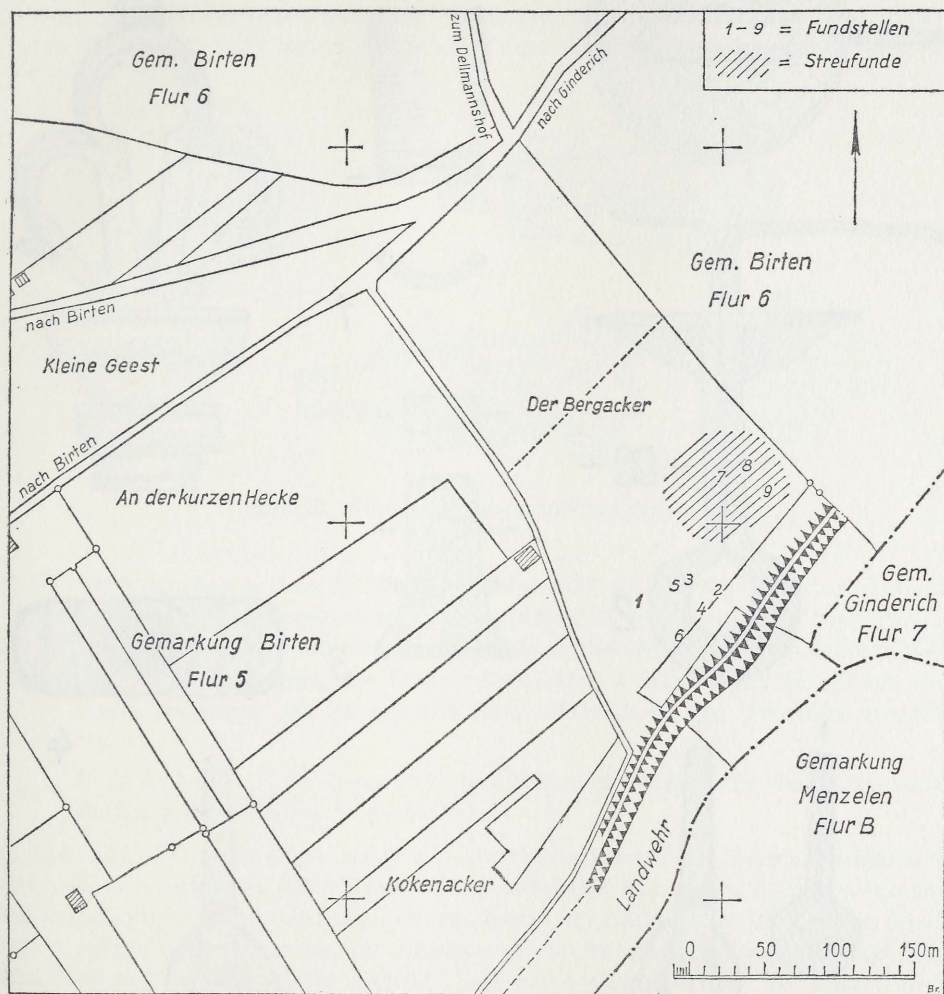 1-9 = Fundstellen
= Streufunde
Gem. Birten
Flur 6
zum Dellmannshof
nach Ginderich
Gem. Birten
Flur 6
nach Birten
Kleine Geest
Der Bergacker
nach Birten
An der kurzen Hecke
7 8
9
5 3 2
1 4
6
Gem.
Ginderich
Flur 7
Gemarkung Birten
Flur 5
Gemarkung
Menzelen
Flur B
Landwehr
Kokenacker
0 50 100 150m
Br.